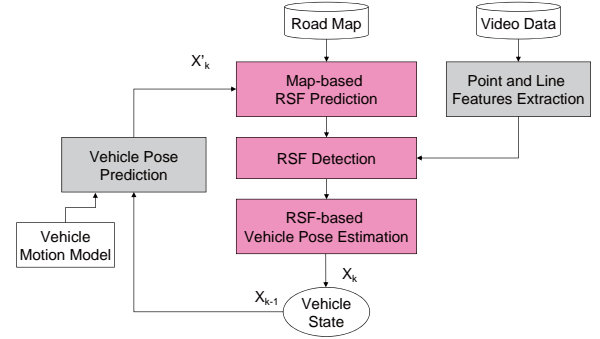 Road Map
Video Data
X'k
Map-based
RSF Prediction
Point and Line
Features Extraction
Vehicle Pose
Prediction
RSF Detection
Vehicle
Motion Model
RSF-based
Vehicle Pose Estimation
Xk
Xk-1
Vehicle
State